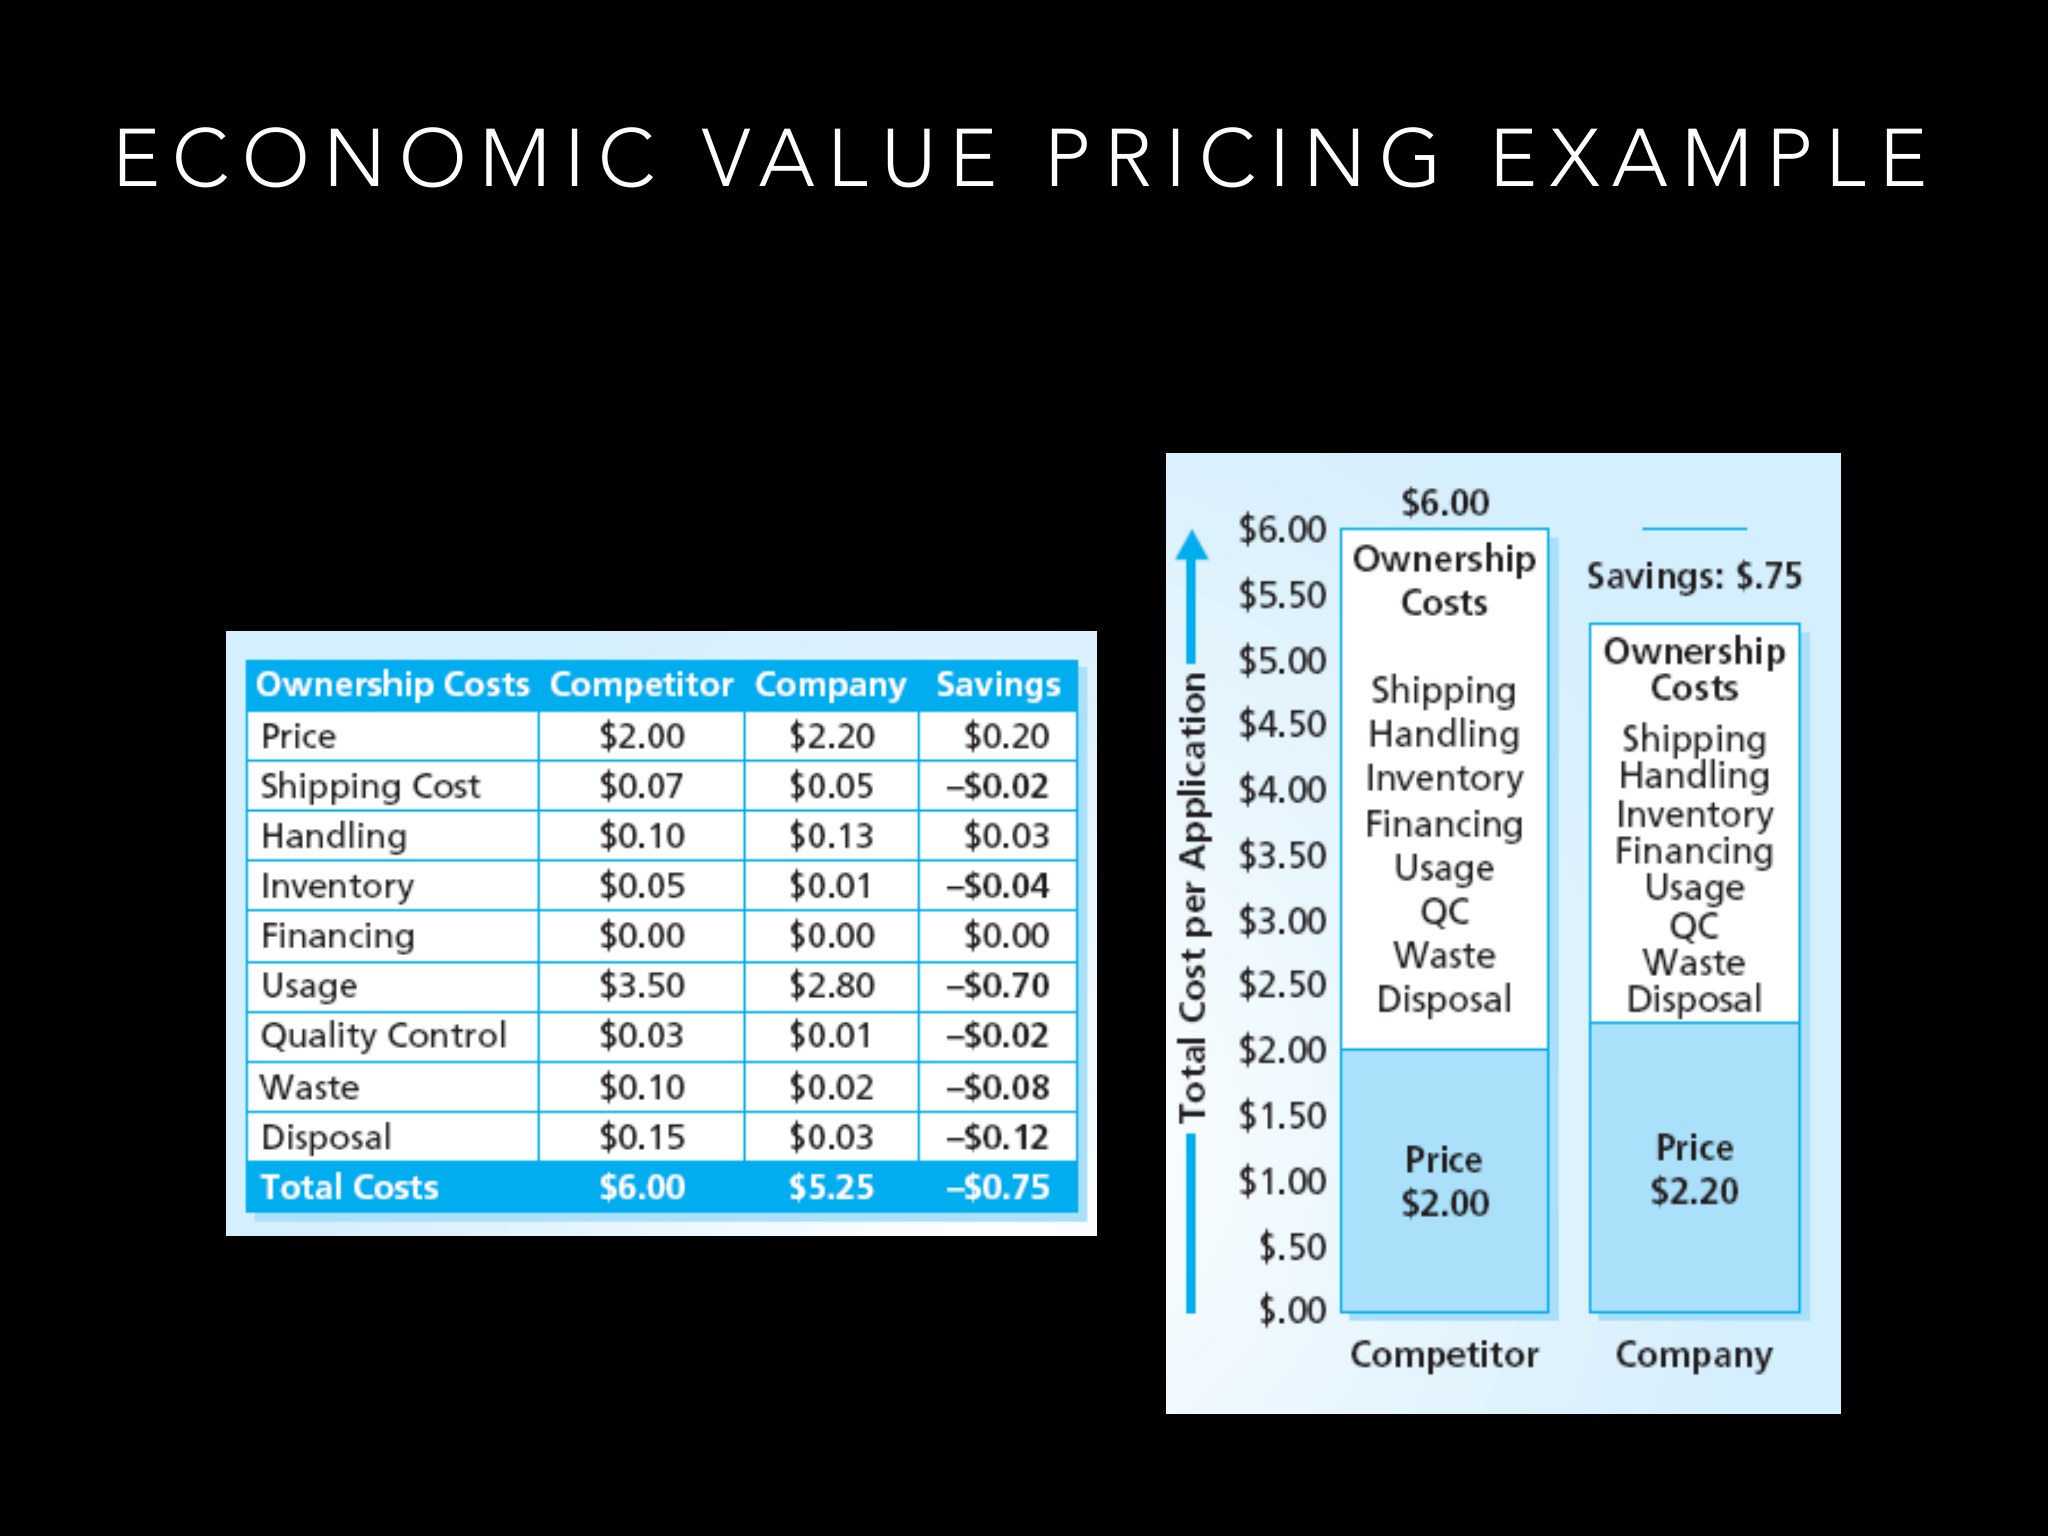 ECONOMIC VALUE PRICING EXAMPLE
Ownership Costs Competitor Company Savings
Price $2.00 $2.20 $0.20
Shipping Cost $0.07 $0.05 –$0.02
Handling $0.10 $0.13 $0.03
Inventory $0.05 $0.01 –$0.04
Financing $0.00 $0.00 $0.00
Usage $3.50 $2.80 –$0.70
Quality Control $0.03 $0.01 –$0.02
Waste $0.10 $0.02 –$0.08
Disposal $0.15 $0.03 –$0.12
Total Costs $6.00 $5.25 –$0.75
Total Cost per Application
$6.00
$5.50
$5.00
$4.50
$4.00
$3.50
$3.00
$2.50
$2.00
$1.50
$1.00
$.50
$.00
$6.00
Ownership
Costs
Shipping
Handling
Inventory
Financing
Usage
QC
Waste
Disposal
Price
$2.00
Competitor
Savings: $.75
Ownership
Costs
Shipping
Handling
Inventory
Financing
Usage
QC
Waste
Disposal
Price
$2.20
Company